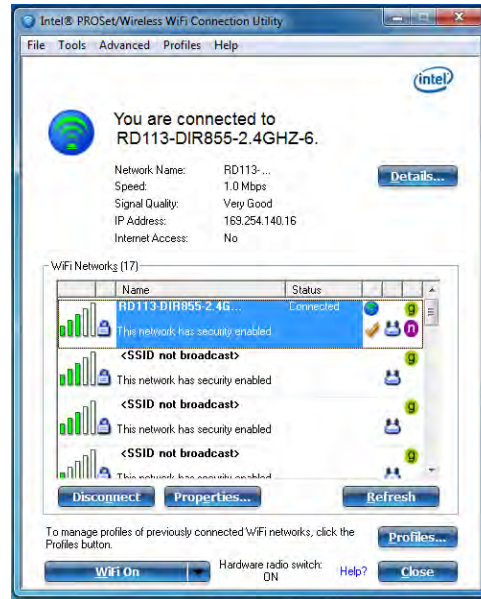 Intel® PROSet/Wireless WiFi Connection Utility
File Tools Advanced Profiles Help
intel
You are connected to
RD113-DIR855-2.4GHZ-6.
Network Name: RD113-...
Speed: 1.0 Mbps
Signal Quality: Very Good
IP Address: 169.254.140.16
Internet Access: No
Details...
WiFi Networks (17)
Name Status
RD113-DIR855-2.4G... Connected
g
This network has security enabled
n
<SSID not broadcast>
g
This network has security enabled
<SSID not broadcast>
g
This network has security enabled
<SSID not broadcast>
g
This network has security enabled
Disconnect Properties... Refresh
To manage profiles of previously connected WiFi networks, click the
Profiles button.
Profiles...
WiFi On
Hardware radio switch:
ON
Help?
Close